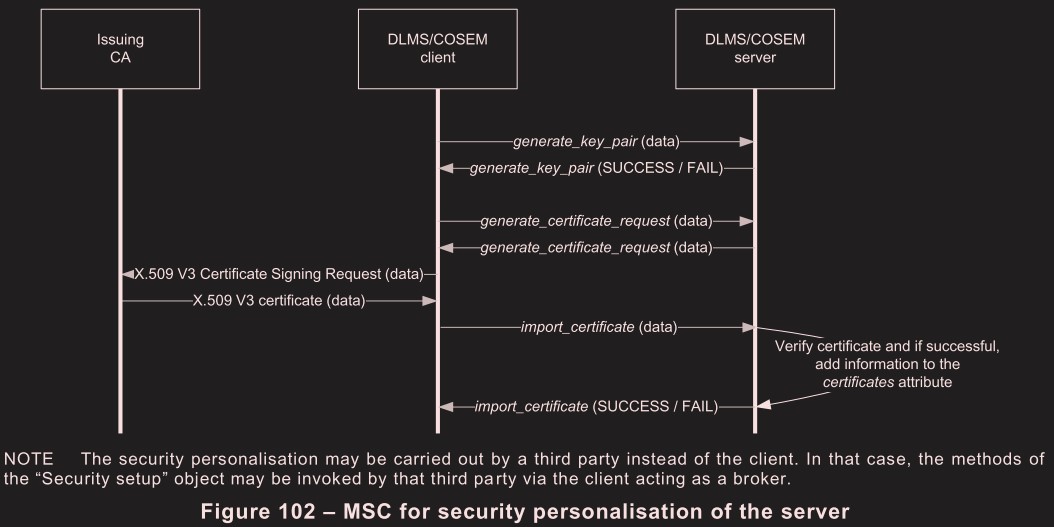 Issuing
CA
DLMS/COSEM
client
DLMS/COSEM
server
generate_key_pair (data)
generate_key_pair (SUCCESS / FAIL)
generate_certificate_request (data)
generate_certificate_request (data)
X.509 V3 Certificate Signing Request (data)
X.509 V3 certificate (data)
import_certificate (data)
Verify certificate and if successful,
add information to the
certificates attribute
import_certificate (SUCCESS / FAIL)
NOTE The security personalisation may be carried out by a third party instead of the client. In that case, the methods of
the “Security setup” object may be invoked by that third party via the client acting as a broker.
Figure 102 – MSC for security personalisation of the server